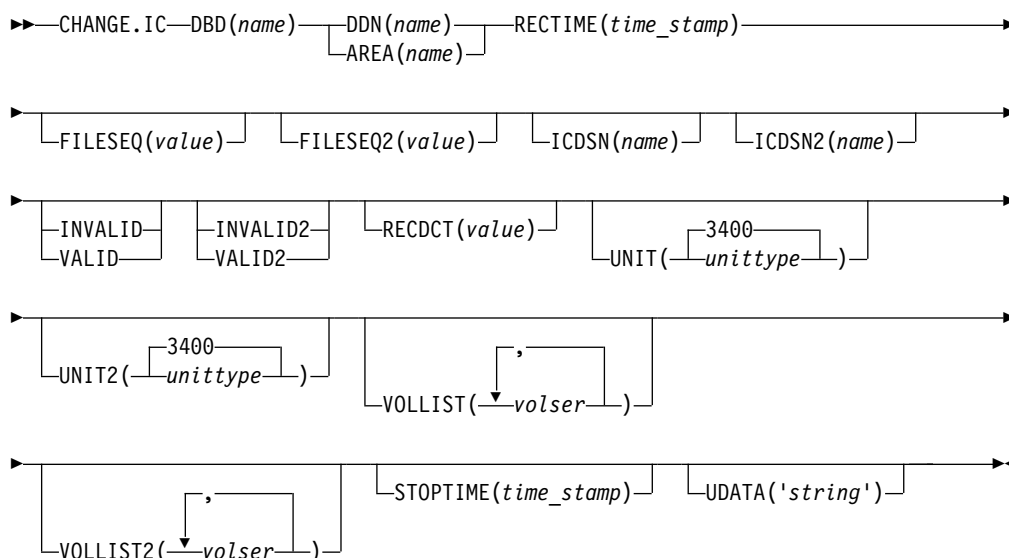 CHANGE.IC DBD(name) DDN(name) RECTIME(time_stamp)
AREA(name)
FILESEQ(value) FILESEQ2(value) ICDSN(name) ICDSN2(name)
INVALID INVALID2 RECDCT(value) 3400
VALID VALID2 UNIT( unittype )
3400 ,
UNIT2( unittype )
VOLLIST( volser )
, STOPTIME(time_stamp) UDATA('string')
VOLLIST2( volser )